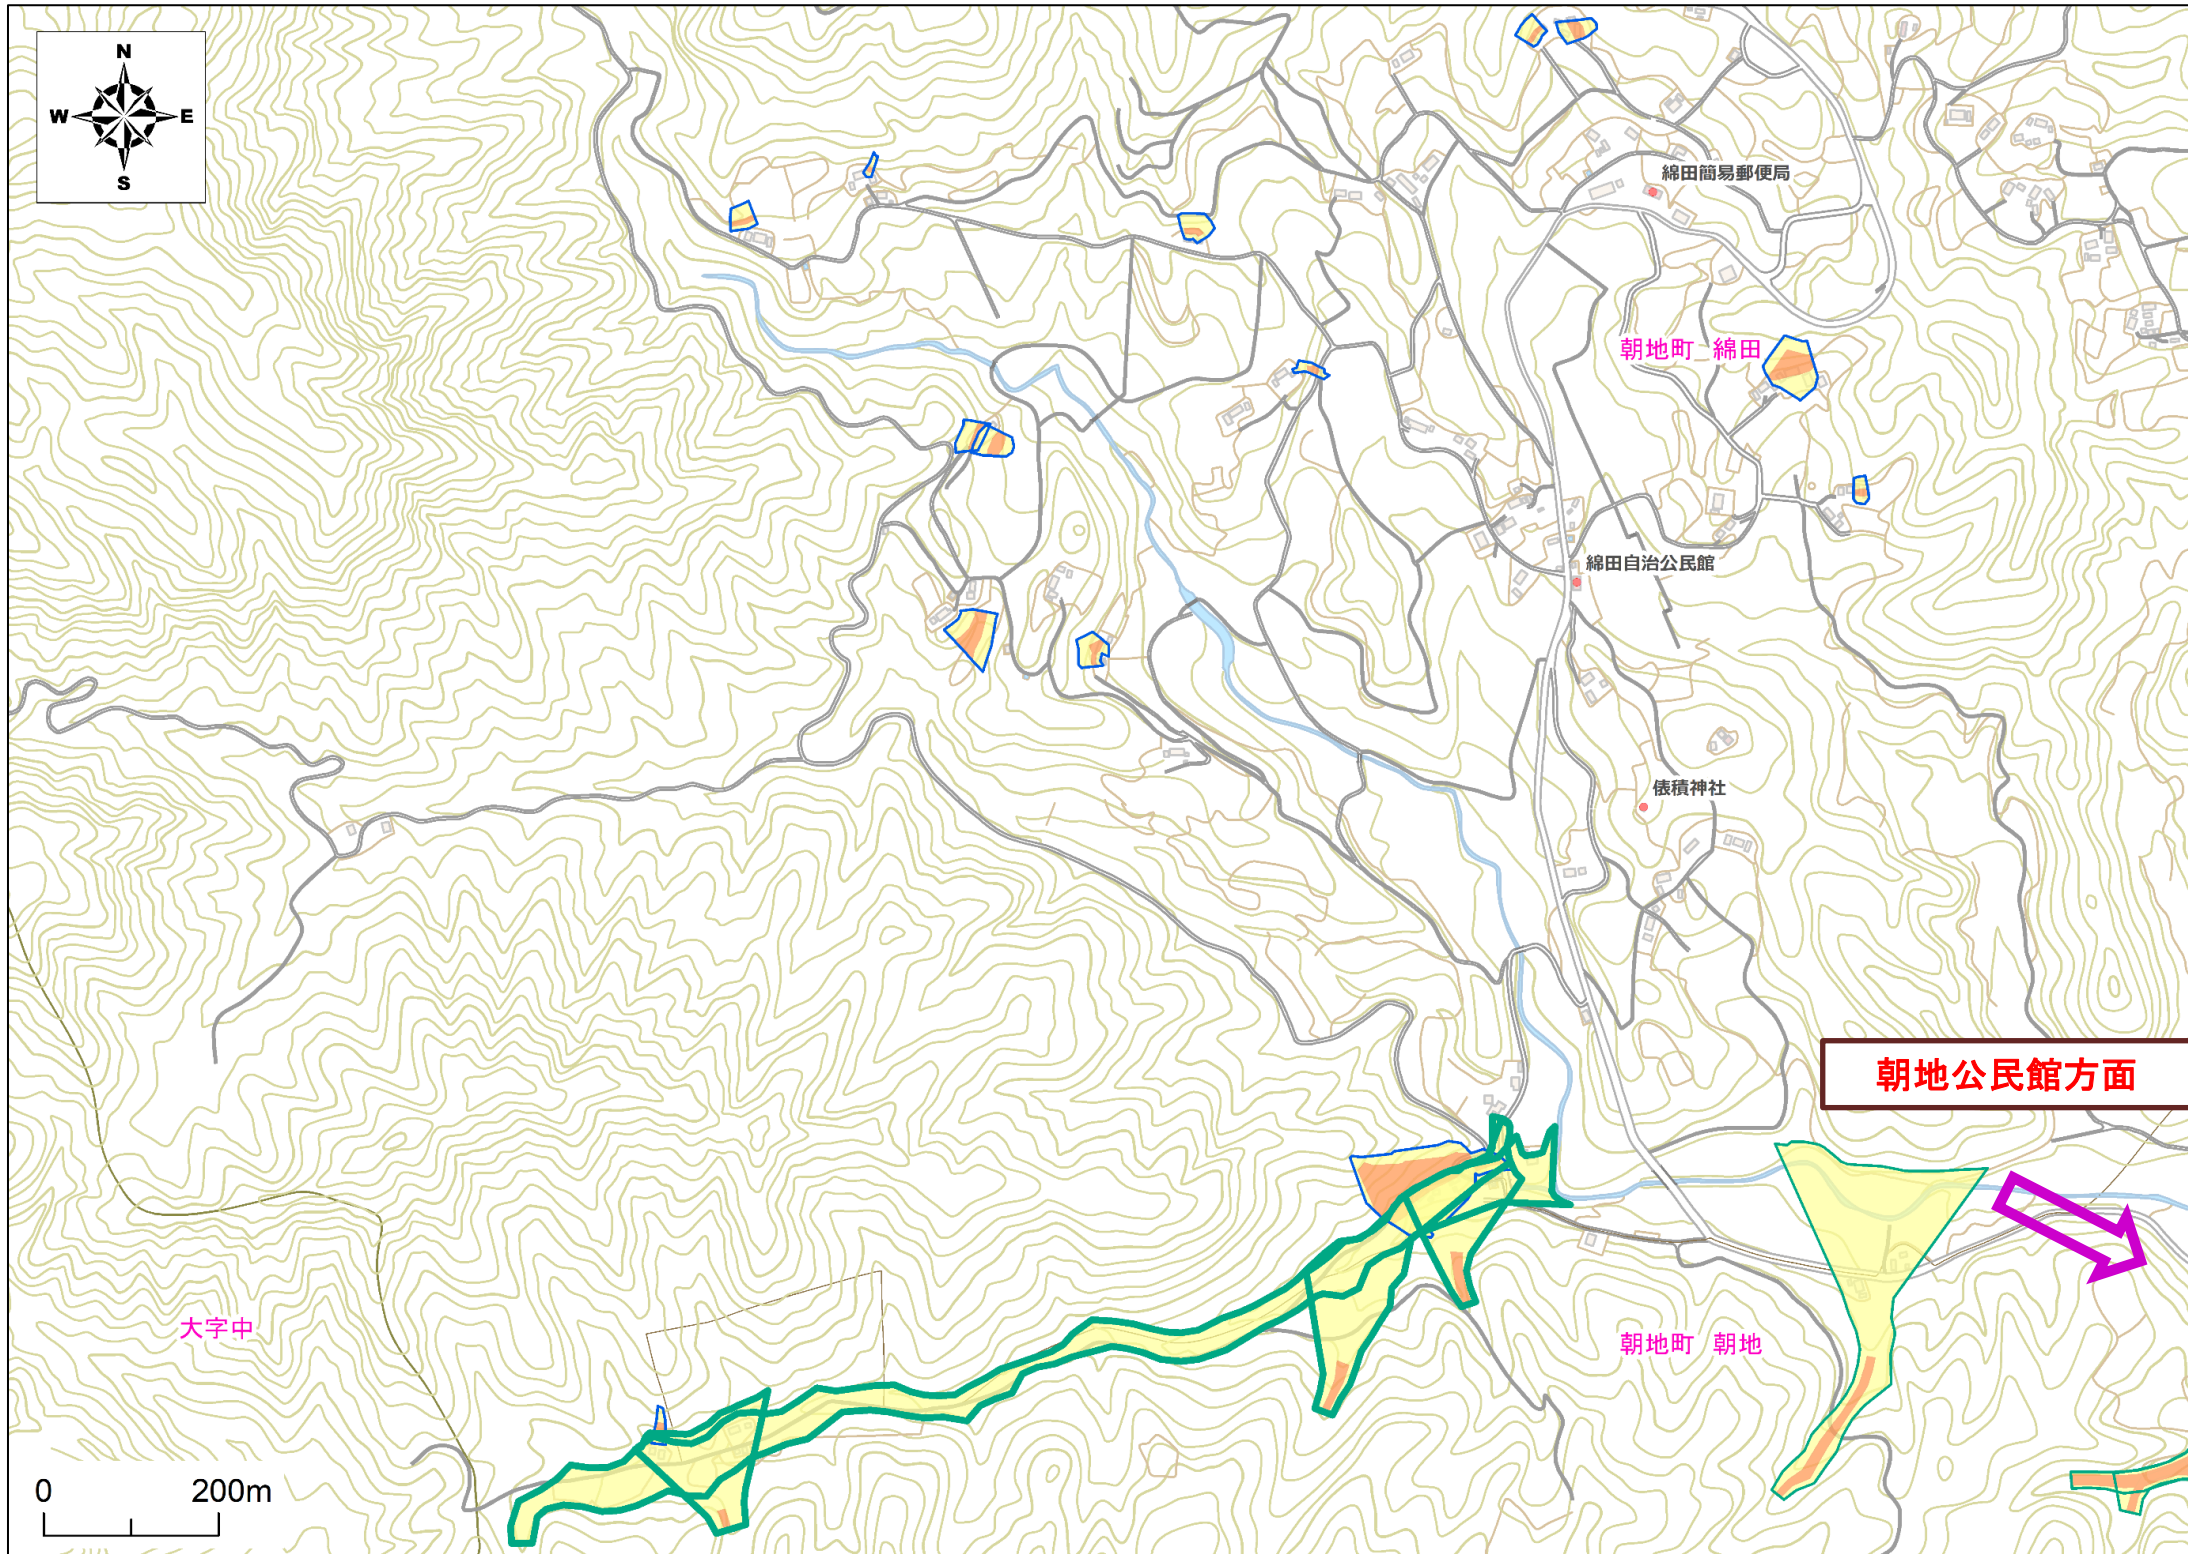 N
W E
S
綿田簡易郵便局
朝地町 綿田
綿田自治公民館
俵積神社
朝地公民館方面
大字中
朝地町 朝地
0 200m